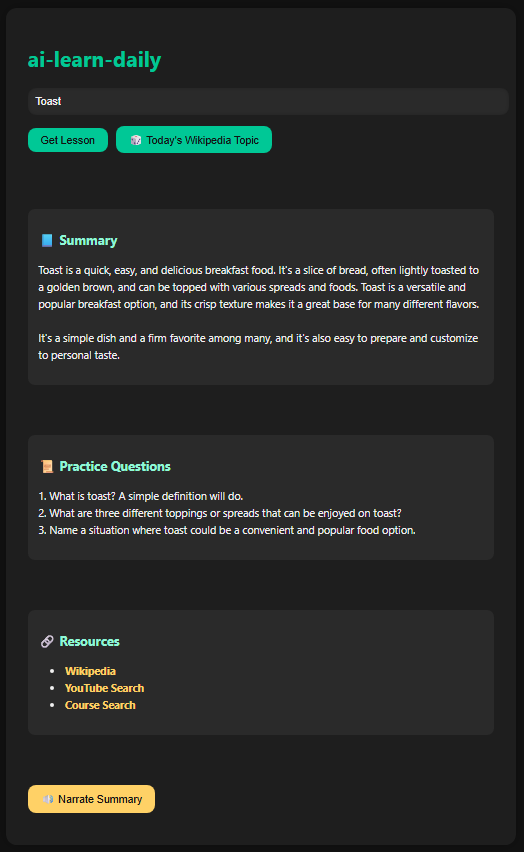 ai-learn-daily
Toast
Get Lesson
Today's Wikipedia Topic
Summary
Toast is a quick, easy, and delicious breakfast food. It's a slice of bread, often lightly toasted to
a golden brown, and can be topped with various spreads and foods. Toast is a versatile and
popular breakfast option, and its crisp texture makes it a great base for many different flavors.
It's a simple dish and a firm favorite among many, and it's also easy to prepare and customize
to personal taste.
Practice Questions
1. What is toast? A simple definition will do.
2. What are three different toppings or spreads that can be enjoyed on toast?
3. Name a situation where toast could be a convenient and popular food option.
Resources
Wikipedia
YouTube Search
Course Search
Narrate Summary